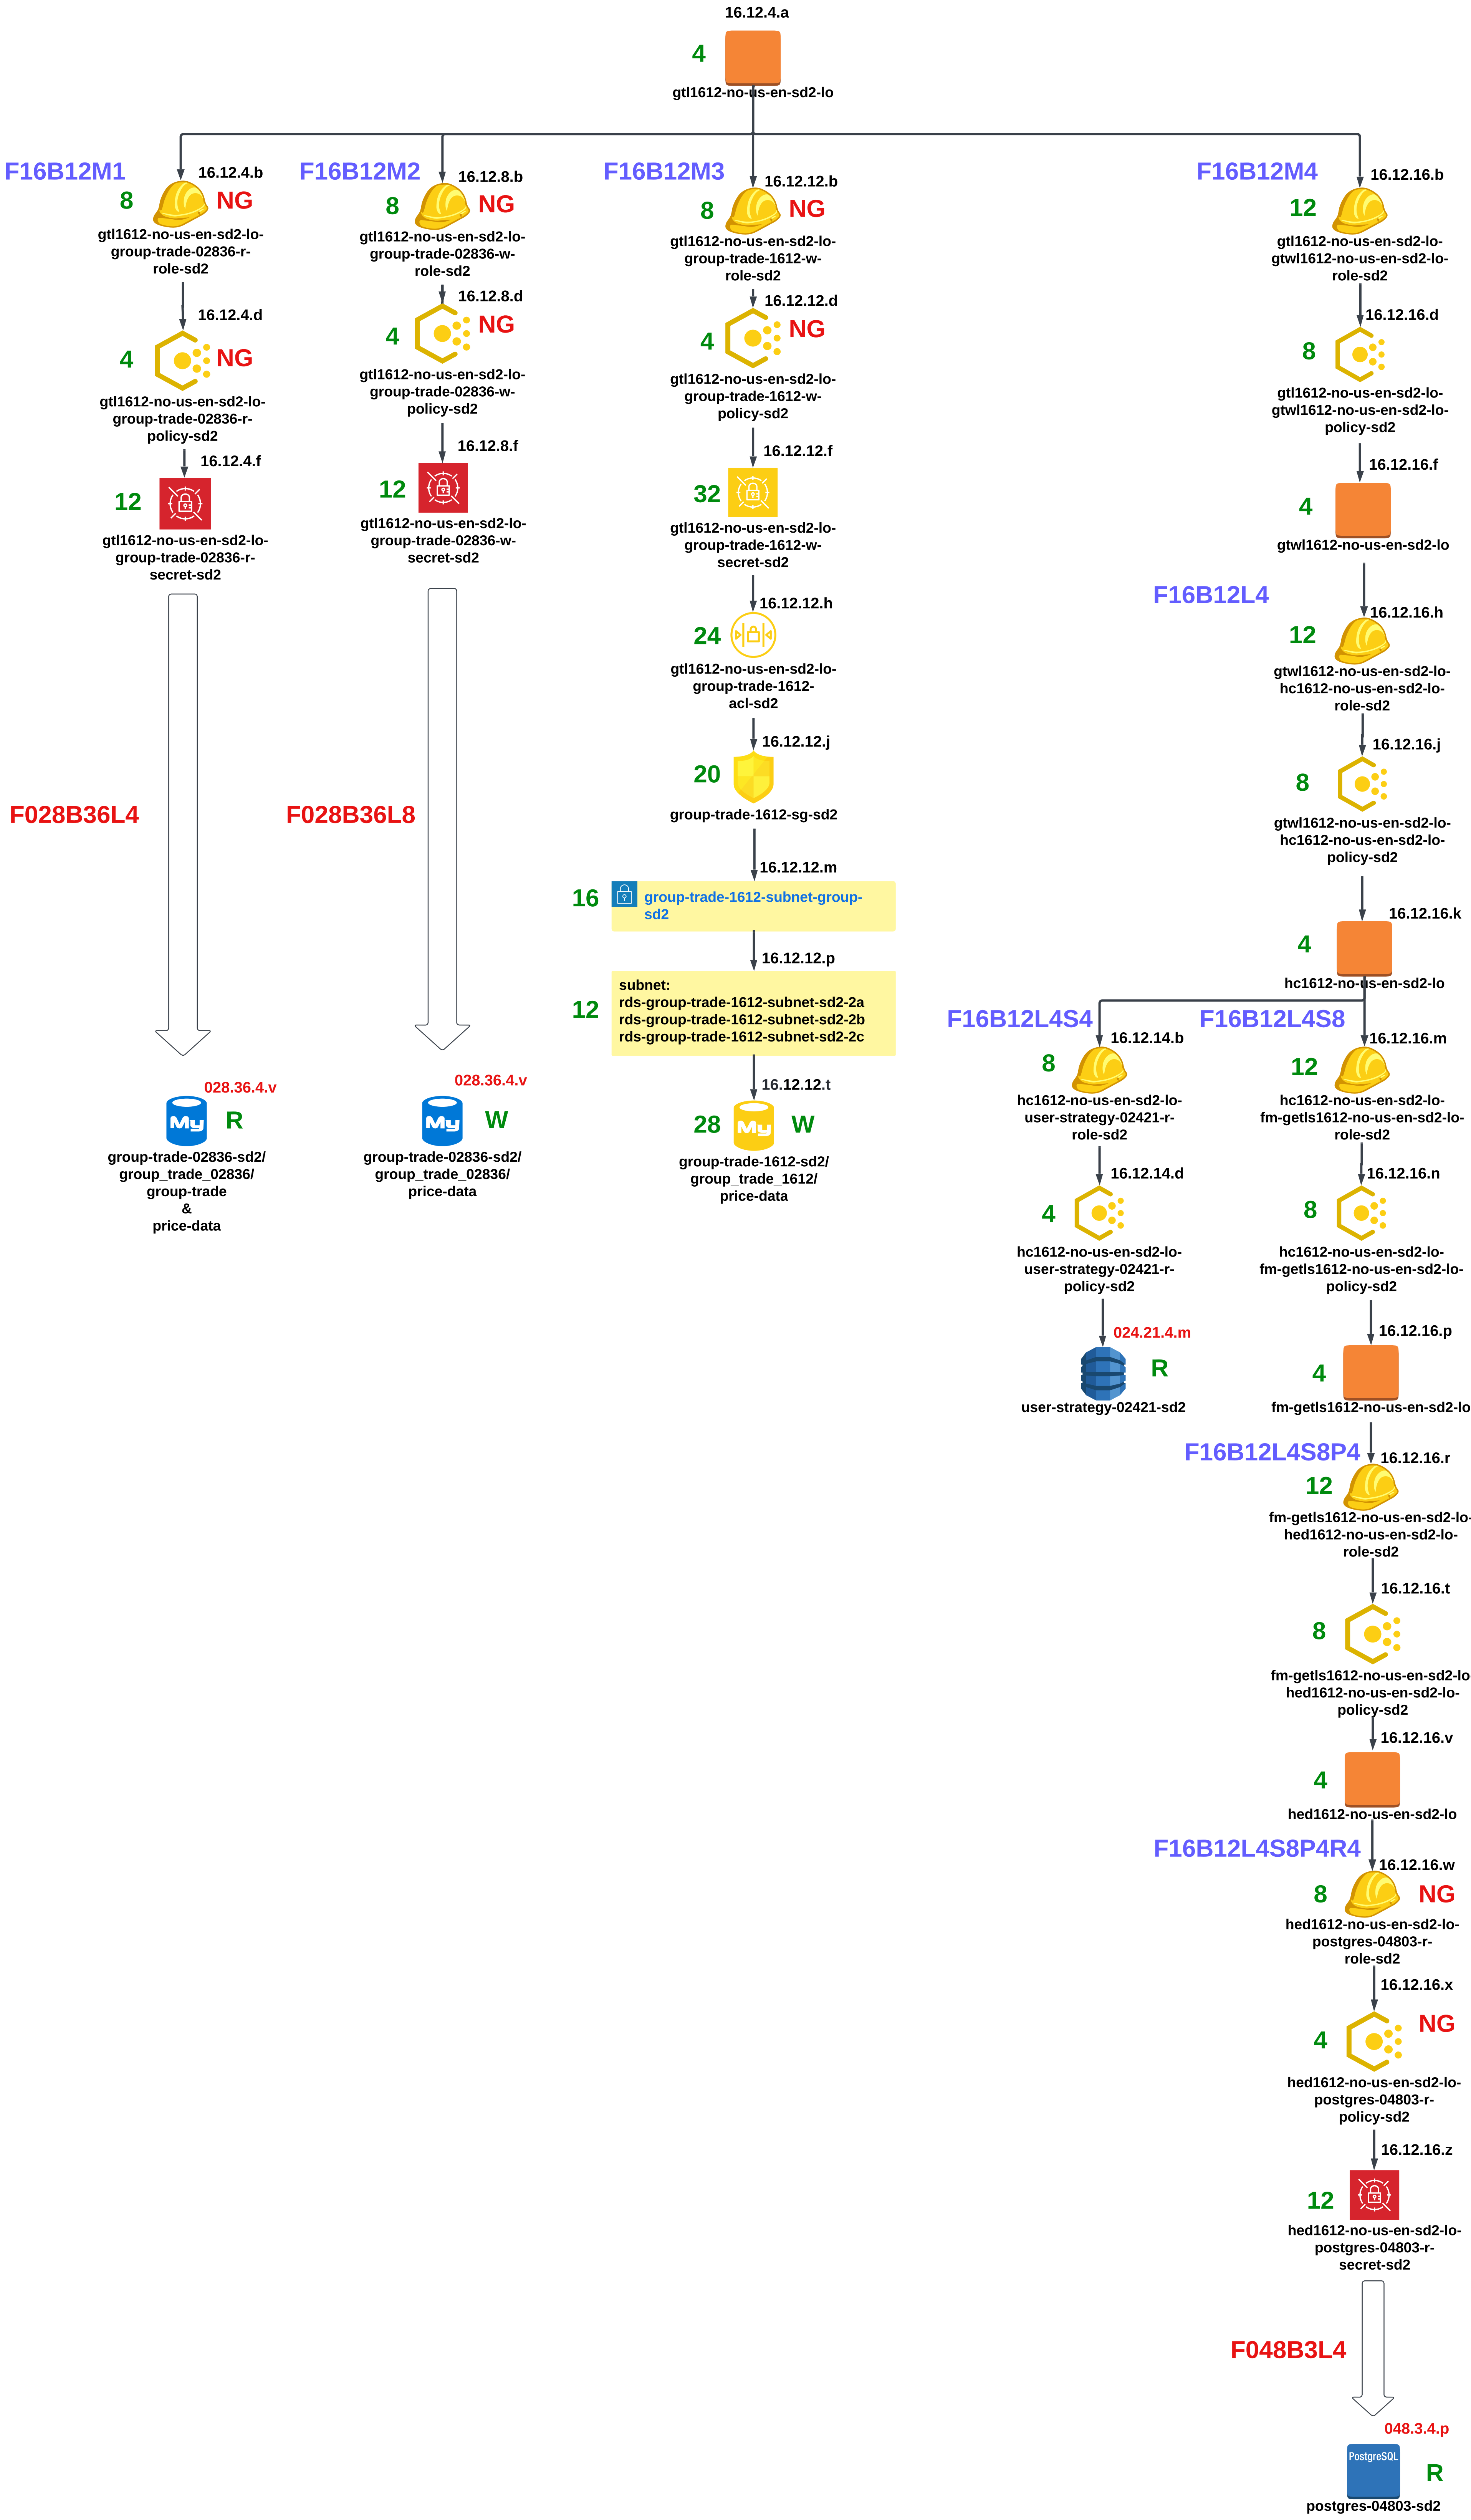 16.12.4.a
4
gtl1612-no-us-en-sd2-lo
F16B12M1
16.12.4.b
8
NG
gtl1612-no-us-en-sd2-lo-
group-trade-02836-r-
role-sd2
16.12.4.d
4
NG
gtl1612-no-us-en-sd2-lo-
group-trade-02836-r-
policy-sd2
16.12.4.f
12
gtl1612-no-us-en-sd2-lo-
group-trade-02836-r-
secret-sd2
F028B36L4
028.36.4.v
My
R
group-trade-02836-sd2/
group_trade_02836/
group-trade
&
price-data
F16B12M2
16.12.8.b
8
NG
gtl1612-no-us-en-sd2-lo-
group-trade-02836-w-
role-sd2
16.12.8.d
4
NG
gtl1612-no-us-en-sd2-lo-
group-trade-02836-w-
policy-sd2
16.12.8.f
12
gtl1612-no-us-en-sd2-lo-
group-trade-02836-w-
secret-sd2
F028B36L8
028.36.4.v
My
W
group-trade-02836-sd2/
group_trade_02836/
price-data
F16B12M3
16.12.12.b
8
NG
gtl1612-no-us-en-sd2-lo-
group-trade-1612-w-
role-sd2
16.12.12.d
4
NG
gtl1612-no-us-en-sd2-lo-
group-trade-1612-w-
policy-sd2
16.12.12.f
32
gtl1612-no-us-en-sd2-lo-
group-trade-1612-w-
secret-sd2
16.12.12.h
24
gtl1612-no-us-en-sd2-lo-
group-trade-1612-
acl-sd2
16.12.12.j
20
group-trade-1612-sg-sd2
16.12.12.m
16
group-trade-1612-subnet-group-
sd2
16.12.12.p
12
subnet:
rds-group-trade-1612-subnet-sd2-2a
rds-group-trade-1612-subnet-sd2-2b
rds-group-trade-1612-subnet-sd2-2c
16.12.12.t
28
My
W
group-trade-1612-sd2/
group_trade_1612/
price-data
F16B12M4
16.12.16.b
12
gtl1612-no-us-en-sd2-lo-
gtwl1612-no-us-en-sd2-lo-
role-sd2
16.12.16.d
8
gtl1612-no-us-en-sd2-lo-
gtwl1612-no-us-en-sd2-lo-
policy-sd2
16.12.16.f
4
gtwl1612-no-us-en-sd2-lo
F16B12L4
16.12.16.h
12
gtwl1612-no-us-en-sd2-lo-
hc1612-no-us-en-sd2-lo-
role-sd2
16.12.16.j
8
gtwl1612-no-us-en-sd2-lo-
hc1612-no-us-en-sd2-lo-
policy-sd2
16.12.16.k
4
hc1612-no-us-en-sd2-lo
F16B12L4S4
16.12.14.b
8
hc1612-no-us-en-sd2-lo-
user-strategy-02421-r-
role-sd2
16.12.14.d
4
hc1612-no-us-en-sd2-lo-
user-strategy-02421-r-
policy-sd2
024.21.4.m
R
user-strategy-02421-sd2
F16B12L4S8
16.12.16.m
12
hc1612-no-us-en-sd2-lo-
fm-getls1612-no-us-en-sd2-lo-
role-sd2
16.12.16.n
8
hc1612-no-us-en-sd2-lo-
fm-getls1612-no-us-en-sd2-lo-
policy-sd2
16.12.16.p
4
fm-getls1612-no-us-en-sd2-lo
F16B12L4S8P4
16.12.16.r
12
fm-getls1612-no-us-en-sd2-lo-
hed1612-no-us-en-sd2-lo-
role-sd2
16.12.16.t
8
fm-getls1612-no-us-en-sd2-lo
hed1612-no-us-en-sd2-lo-
policy-sd2
16.12.16.v
4
hed1612-no-us-en-sd2-lo
F16B12L4S8P4R4
16.12.16.w
8
NG
hed1612-no-us-en-sd2-lo-
postgres-04803-r-
role-sd2
16.12.16.x
4
NG
hed1612-no-us-en-sd2-lo-
postgres-04803-r-
policy-sd2
16.12.16.z
12
hed1612-no-us-en-sd2-lo-
postgres-04803-r-
secret-sd2
F048B3L4
048.3.4.p
PostgreSQL
R
postgres-04803-sd2